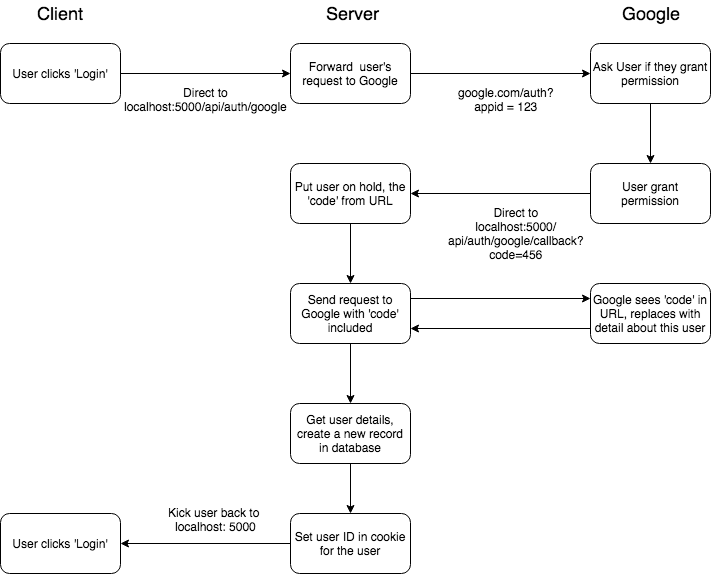 Client
Server
Google
User clicks 'Login'
Direct to
localhost:5000/api/auth/google
Forward user's
request to Google
google.com/auth?
appid = 123
Ask User if they grant
permission
User grant
permission
Direct to
localhost:5000/
api/auth/google/callback?
code=456
Put user on hold, the
'code' from URL
Send request to
Google with 'code'
included
Google sees 'code' in
URL, replaces with
detail about this user
Get user details,
create a new record
in database
Set user ID in cookie
for the user
Kick user back to
localhost: 5000
User clicks 'Login'